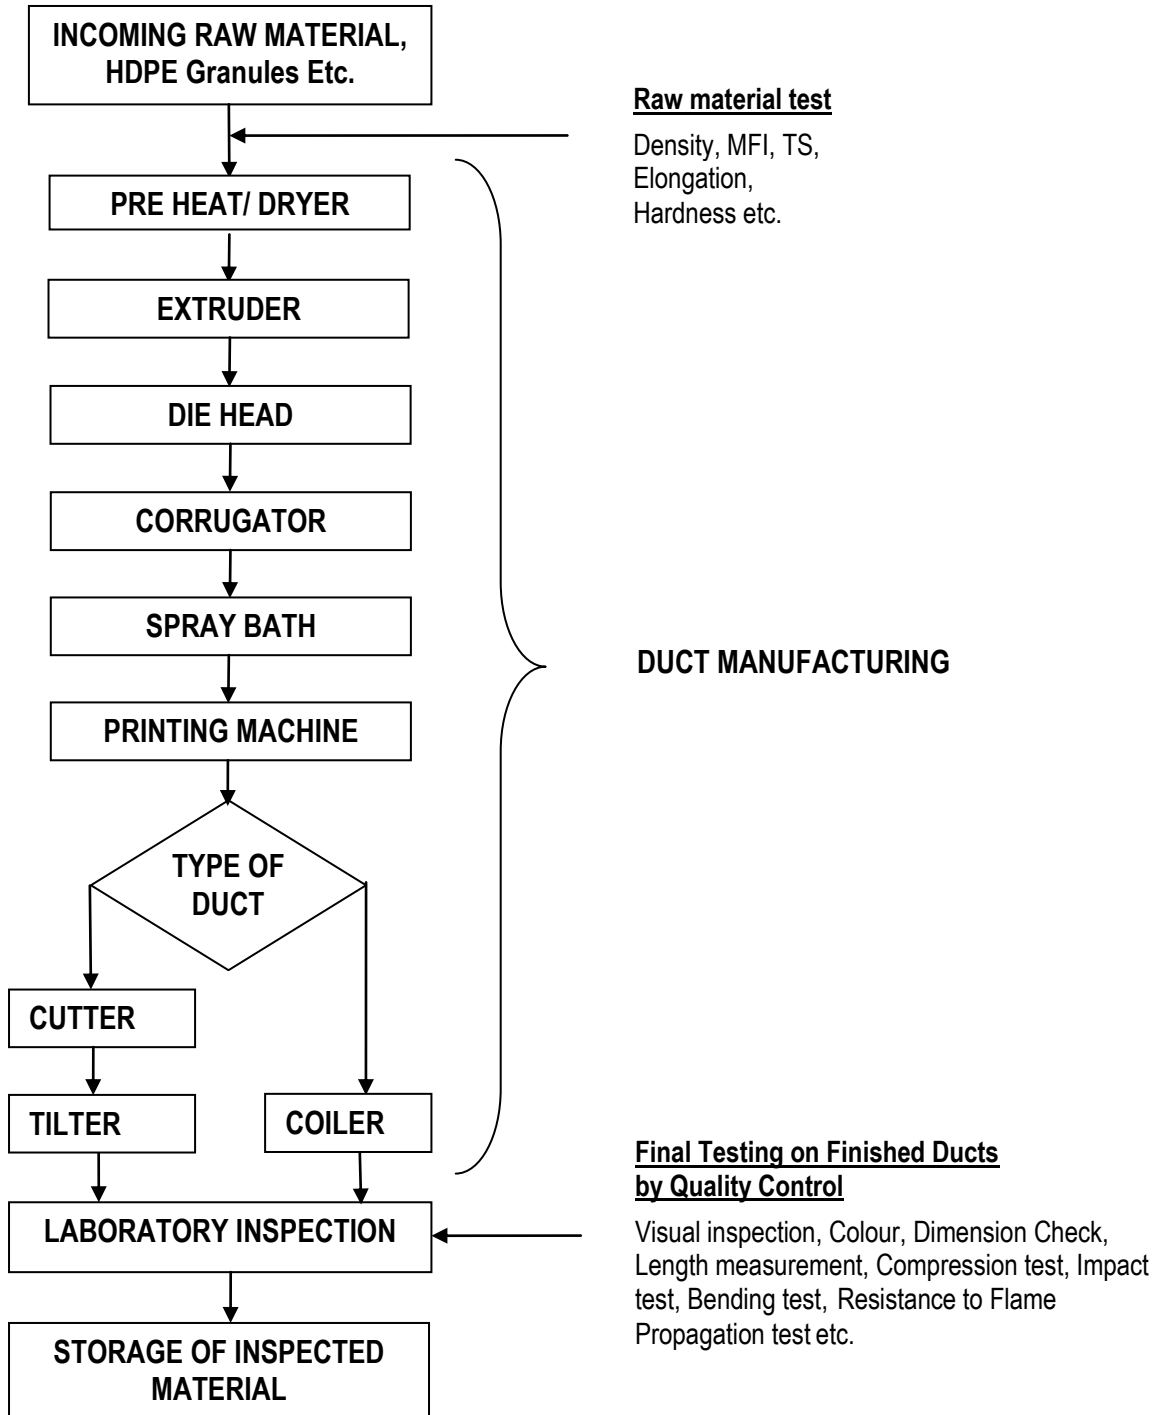 INCOMING RAW MATERIAL,
HDPE Granules Etc.
Raw material test
Density, MFI, TS,
Elongation,
Hardness etc.
PRE HEAT/ DRYER
EXTRUDER
DIE HEAD
CORRUGATOR
SPRAY BATH
DUCT MANUFACTURING
PRINTING MACHINE
TYPE OF
DUCT
CUTTER
TILTER
COILER
Final Testing on Finished Ducts
by Quality Control
Visual inspection, Colour, Dimension Check,
Length measurement, Compression test, Impact
test, Bending test, Resistance to Flame
Propagation test etc.
LABORATORY INSPECTION
STORAGE OF INSPECTED
MATERIAL